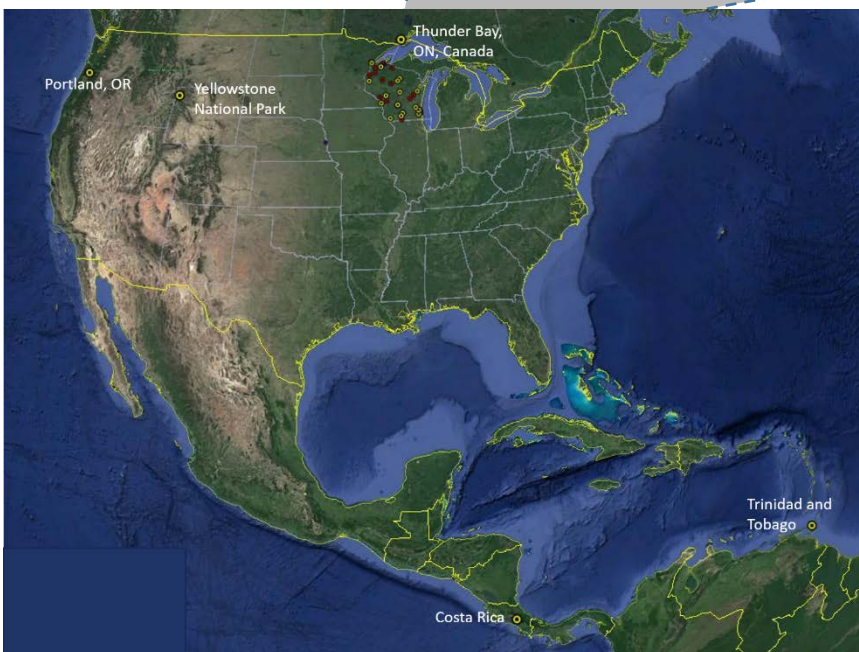 Thunder Bay,
ON, Canada
Portland, OR
Yellowstone
National Park
Trinidad and
Tobago
Costa Rica